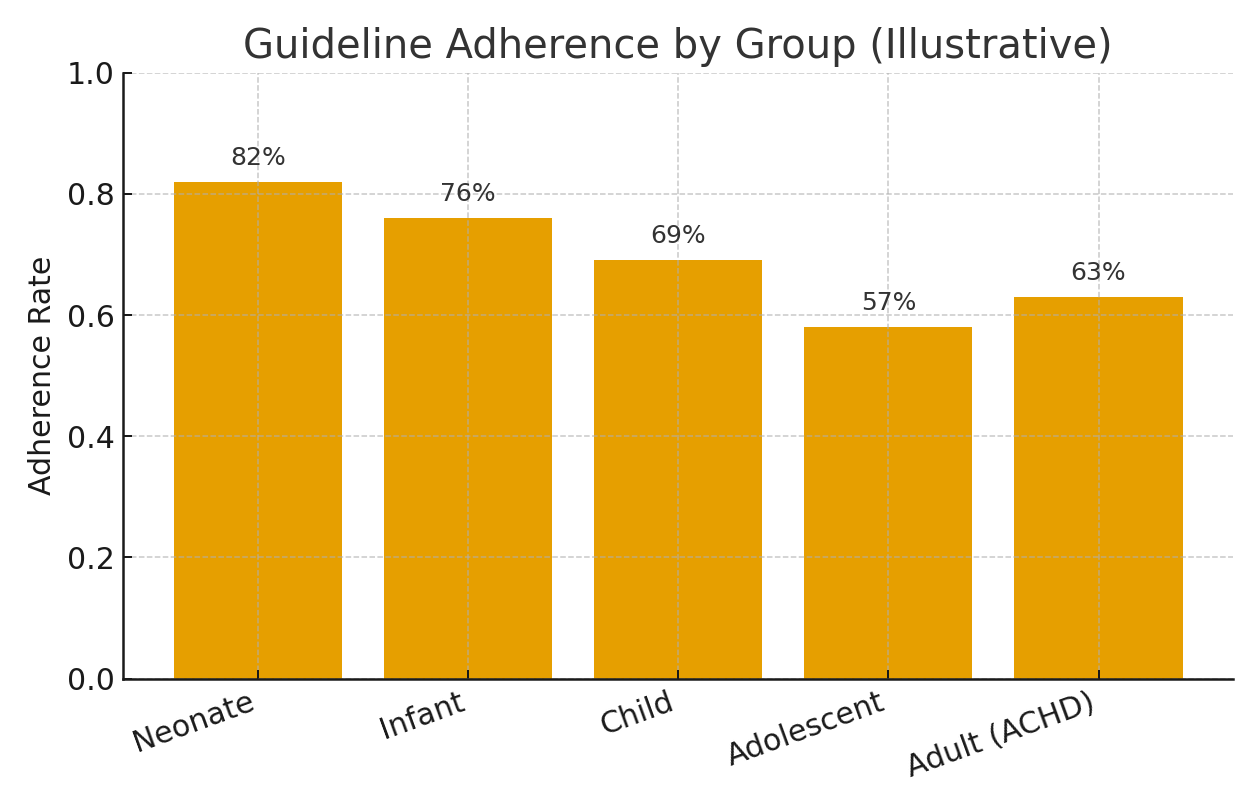 Guideline Adherence by Group (Illustrative)
1.0
0.8
0.6
0.4
0.2
0.0
Adherence Rate
82%
76%
69%
57%
63%
Neonate
Infant
Child
Adolescent
Adult (ACHD)